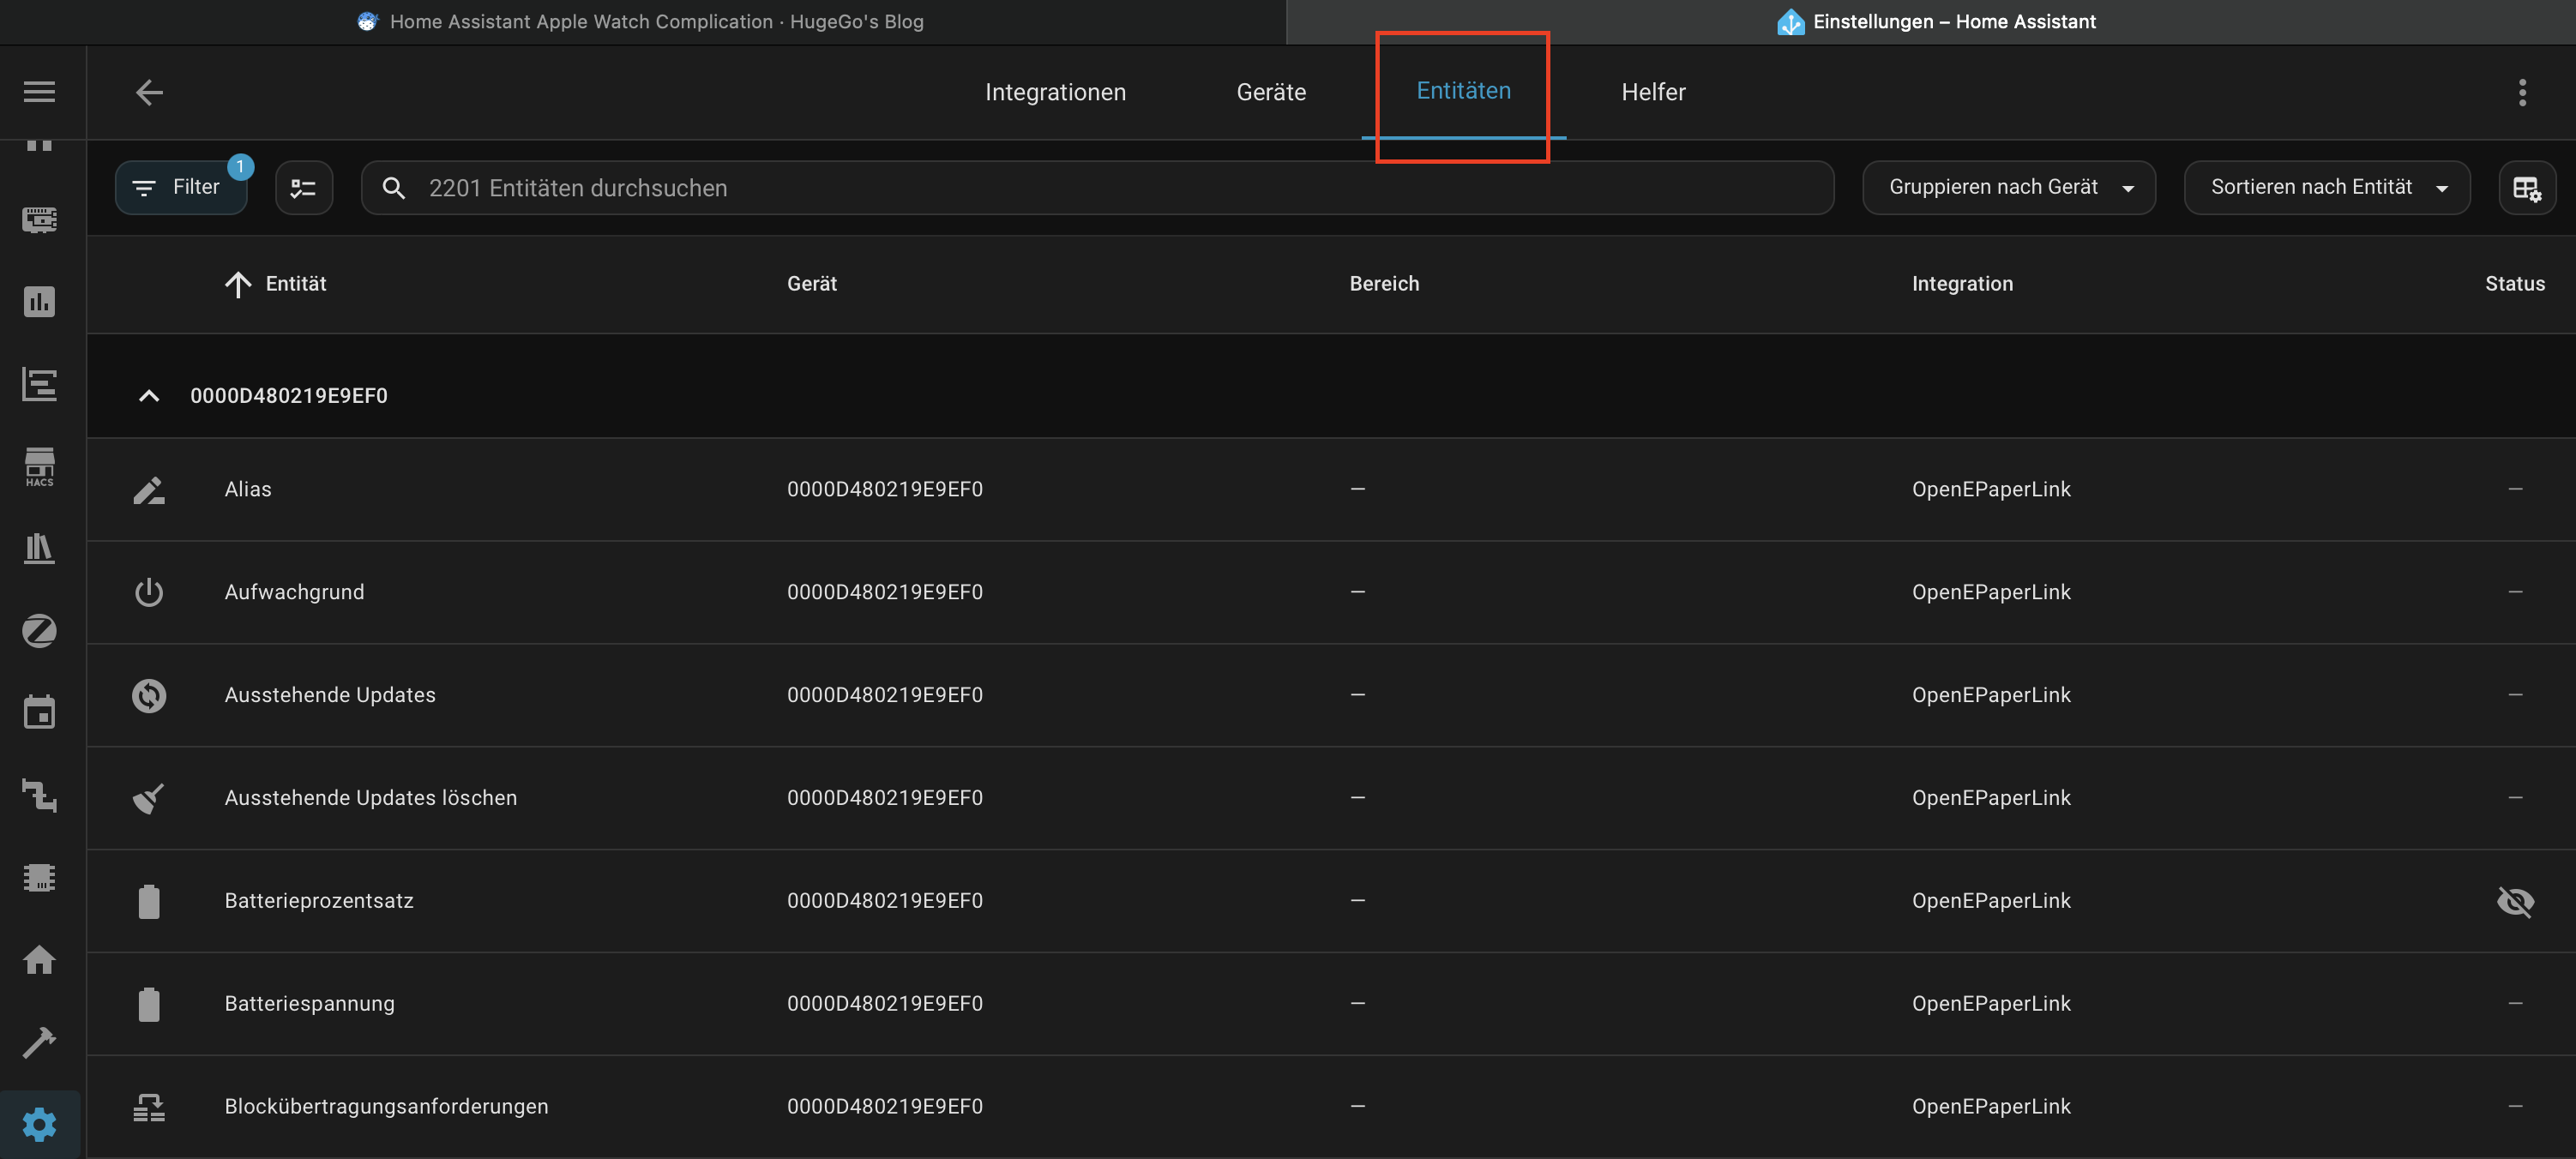 Home Assistant Apple Watch Complication · HugeGo's Blog
Einstellungen – Home Assistant
Integrationen
Geräte
Entitäten
Helfer
Filter
1
2201 Entitäten durchsuchen
Gruppieren nach Gerät
Sortieren nach Entität
Entität
Gerät
Bereich
Integration
Status
0000D480219E9EF0
Alias
0000D480219E9EF0
—
OpenEPaperLink
—
Aufwachgrund
0000D480219E9EF0
—
OpenEPaperLink
—
Ausstehende Updates
0000D480219E9EF0
—
OpenEPaperLink
—
Ausstehende Updates löschen
0000D480219E9EF0
—
OpenEPaperLink
—
Batterieprozentsatz
0000D480219E9EF0
—
OpenEPaperLink
Batteriespannung
0000D480219E9EF0
—
OpenEPaperLink
—
Blockübertragungsanforderungen
0000D480219E9EF0
—
OpenEPaperLink
—
HACS